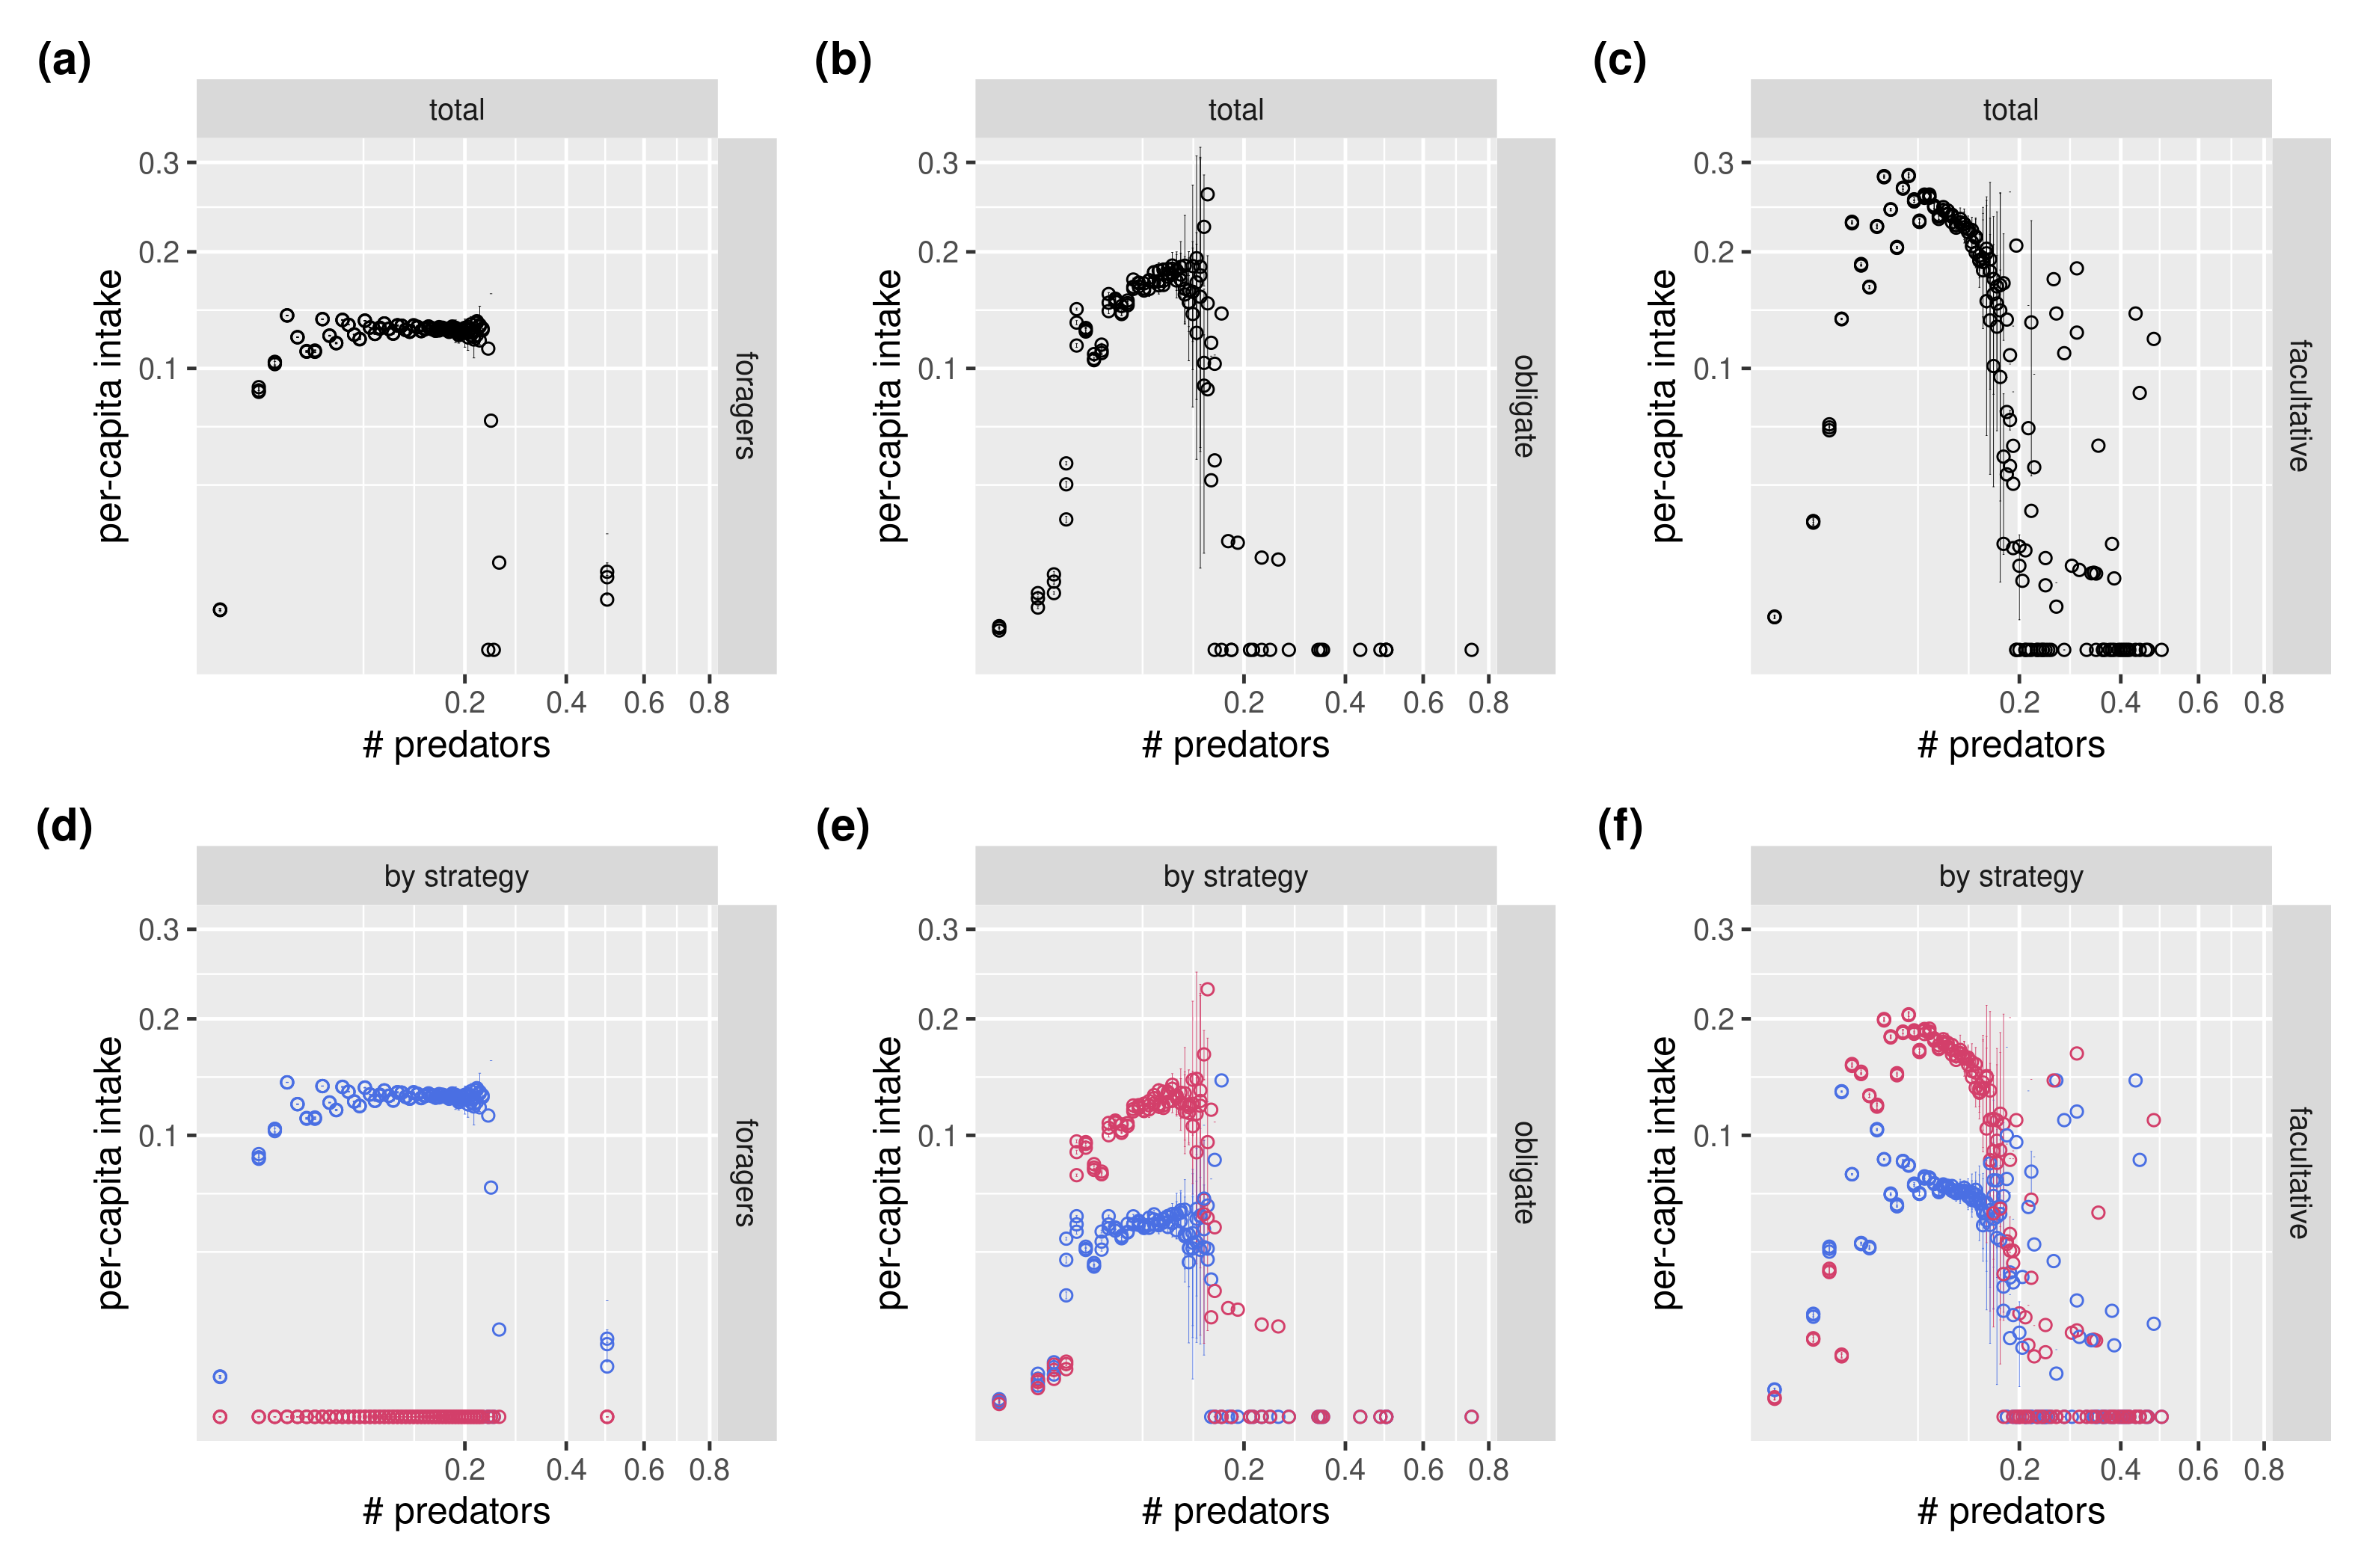 (a)
total
0.3
0.2
0.1
per-capita intake
foragers
0.2 0.4 0.6 0.8
# predators
(b)
total
0.3
0.2
0.1
per-capita intake
obligate
0.2 0.4 0.6 0.8
# predators
(c)
total
0.3
0.2
0.1
per-capita intake
facultative
0.2 0.4 0.6 0.8
# predators
(d)
by strategy
0.3
0.2
0.1
per-capita intake
foragers
0.2 0.4 0.6 0.8
# predators
(e)
by strategy
0.3
0.2
0.1
per-capita intake
obligate
0.2 0.4 0.6 0.8
# predators
(f)
by strategy
0.3
0.2
0.1
per-capita intake
facultative
0.2 0.4 0.6 0.8
# predators